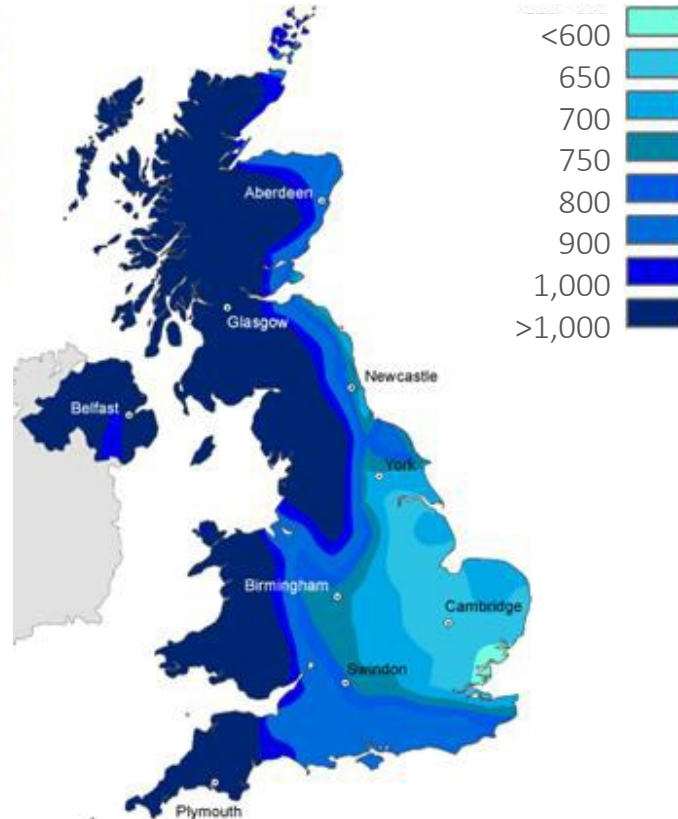 <600
650
700
750
800
900
1,000
>1,000
Aberdeen
Glasgow
Newcastle
Belfast
York
Birmingham
Cambridge
Swindon
Plymouth